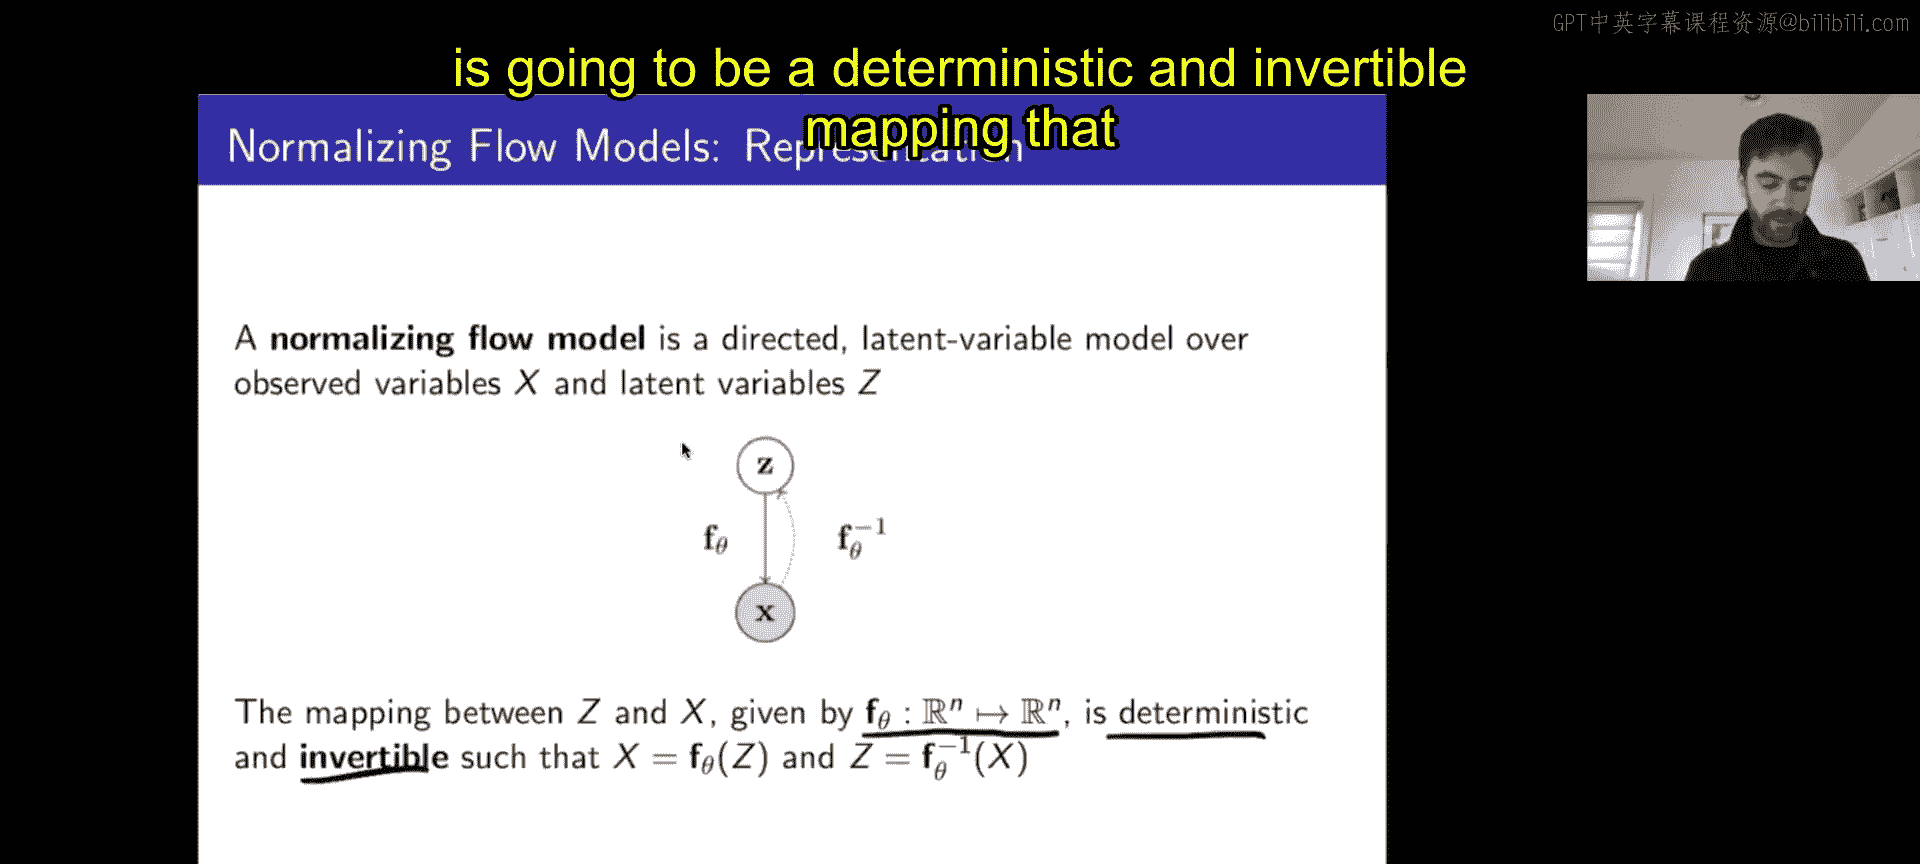 GPT中英字幕课程资源@bilibili.com
is going to be a deterministic and invertible
mapping that
Normalizing Flow Models: Representation
A normalizing flow model is a directed, latent-variable model over
observed variables X and latent variables Z
z
f_θ
f_θ^{-1}
x
The mapping between Z and X, given by f_θ : ℝⁿ ↦ ℝⁿ, is deterministic
and invertible such that X = f_θ(Z) and Z = f_θ^{-1}(X)